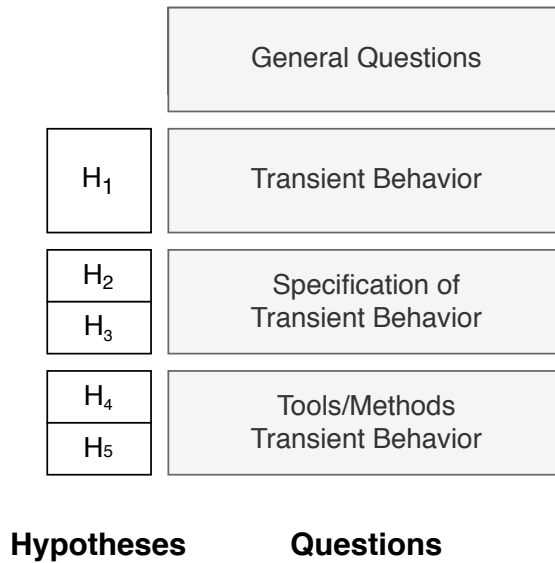 General Questions
H1
Transient Behavior
H2
H3
Specification of
Transient Behavior
H4
H5
Tools/Methods
Transient Behavior
Hypotheses
Questions